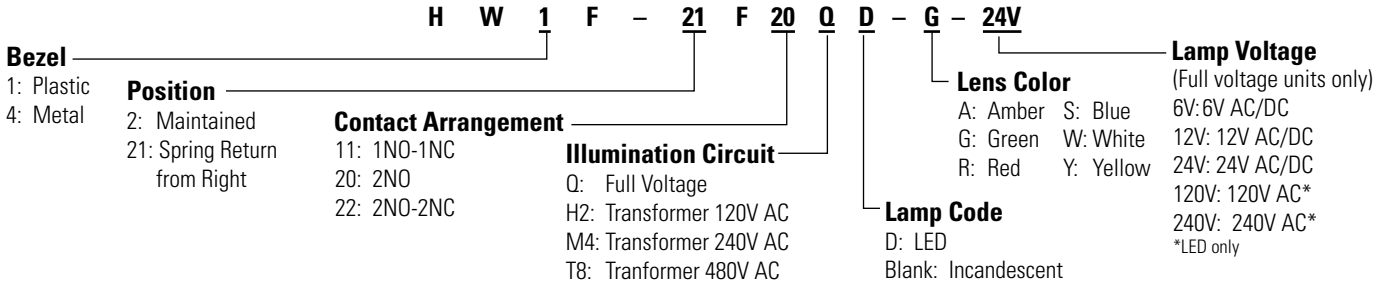 H W 1 F – 21 F 20 Q D – G – 24V
Bezel
1: Plastic
4: Metal
Position
2: Maintained
21: Spring Return
from Right
Contact Arrangement
11: 1NO-1NC
20: 2NO
22: 2NO-2NC
Illumination Circuit
Q: Full Voltage
H2: Transformer 120V AC
M4: Transformer 240V AC
T8: Tranformer 480V AC
Lamp Code
D: LED
Blank: Incandescent
Lens Color
A: Amber S: Blue
G: Green W: White
R: Red Y: Yellow
Lamp Voltage
(Full voltage units only)
6V: 6V AC/DC
12V: 12V AC/DC
24V: 24V AC/DC
120V: 120V AC*
240V: 240V AC*
*LED only